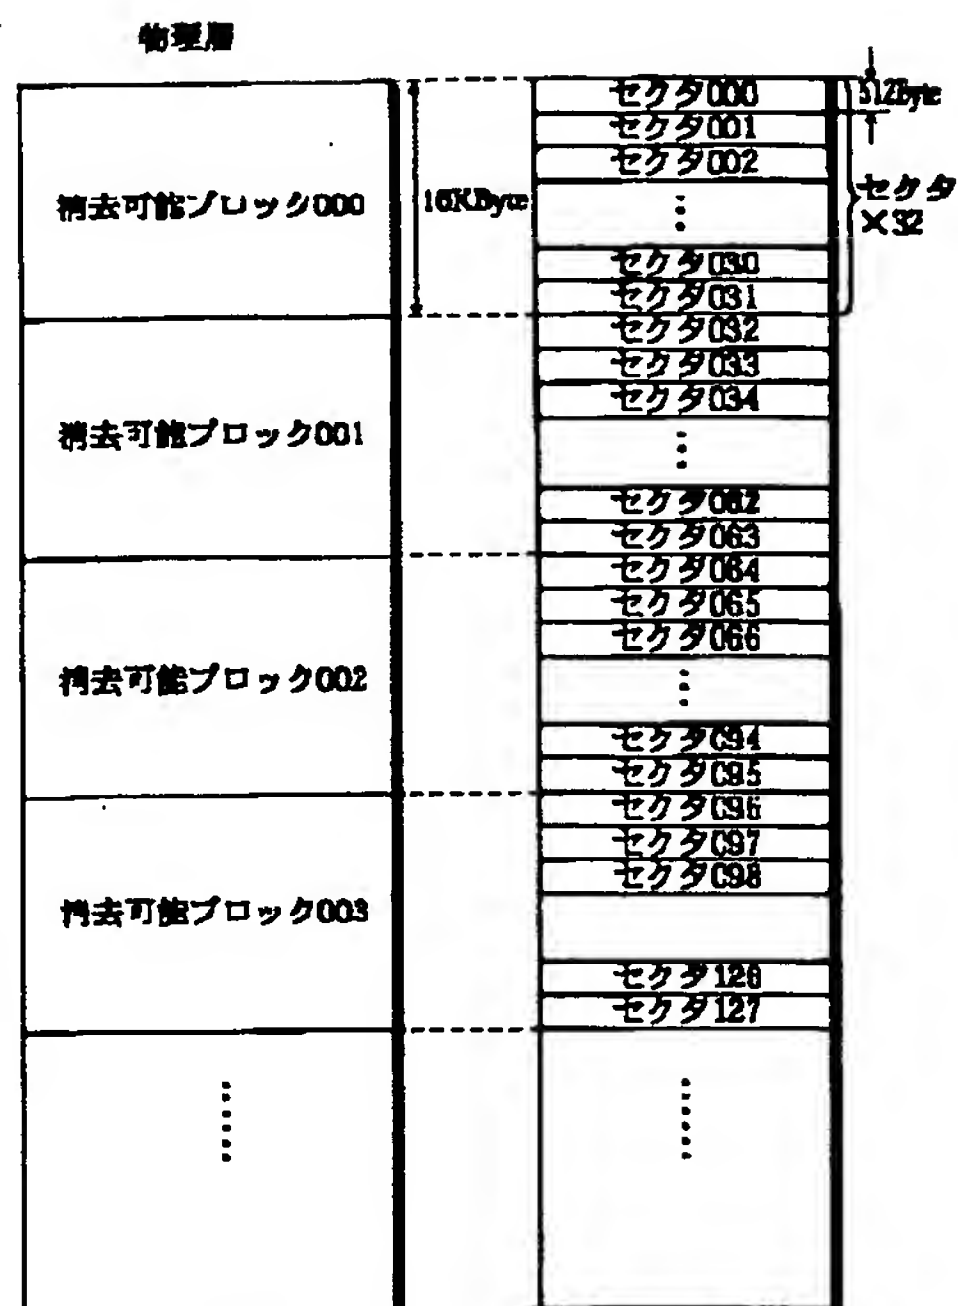 物理層
消去可能ブロック000
消去可能ブロック001
消去可能ブロック002
消去可能ブロック003
16KByte
セクタ000
セクタ001
セクタ002
セクタ030
セクタ031
セクタ032
セクタ033
セクタ034
セクタ062
セクタ063
セクタ064
セクタ065
セクタ066
セクタ094
セクタ095
セクタ096
セクタ097
セクタ098
セクタ126
セクタ127
512Byte
セクタ
×32